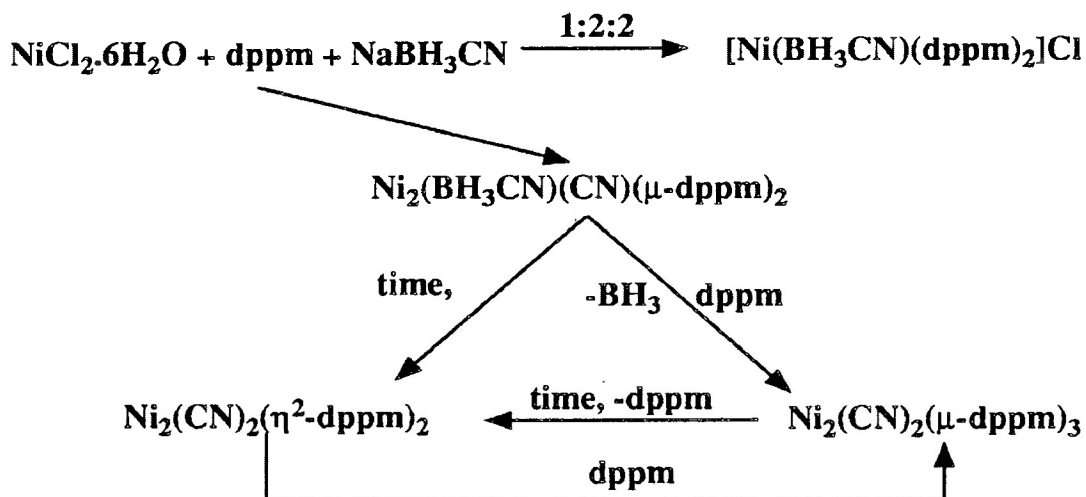 1:2:2
NiCl₂.6H₂O + dppm + NaBH₃CN [Ni(BH₃CN)(dppm)₂]Cl
Ni₂(BH₃CN)(CN)(μ-dppm)₂
time, -BH₃ dppm
time, -dppm
Ni₂(CN)₂(η²-dppm)₂ Ni₂(CN)₂(μ-dppm)₃
dppm